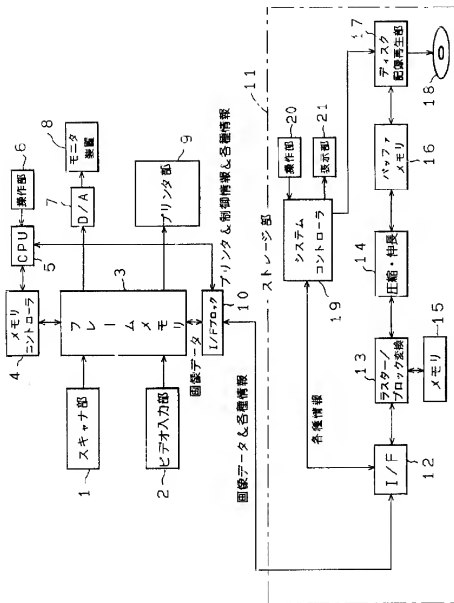 スキャナ部
1
ビデオ入力部
2
フレームメモリ
3
メモリコントローラ
4
CPU
5
操作部
6
D/A
7
モニタ装置
8
プリンタ部
9
I/Fブロック
10
画像データ
プリンタ&制御情報&各種情報
画像データ&各種情報
ストレージ部
11
I/F
12
各種情報
ラスター/ブロック変換
13
圧縮・伸長
14
メモリ
15
バッファメモリ
16
ディスク記録再生部
17
18
システムコントローラ
19
操作部
20
表示部
21